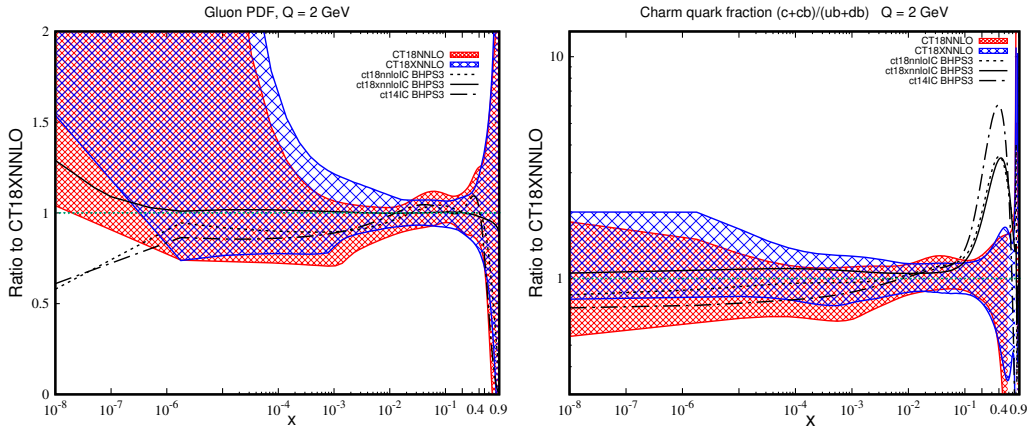 Gluon PDF, Q = 2 GeV
Ratio to CT18XNNLO
2
1.5
1
0.5
0
CT18NNLO
CT18XNNLO
ct18nnloIC BHPS3
ct18xnnloIC BHPS3
ct14IC BHPS3
10⁻⁸ 10⁻⁷ 10⁻⁶ 10⁻⁴ 10⁻³ 10⁻² 10⁻¹ 0.4 0.9
x
Charm quark fraction (c+cb)/(ub+db) Q = 2 GeV
Ratio to CT18XNNLO
10
1
CT18NNLO
CT18XNNLO
ct18nnloIC BHPS3
ct18xnnloIC BHPS3
ct14IC BHPS3
10⁻⁸ 10⁻⁷ 10⁻⁶ 10⁻⁴ 10⁻³ 10⁻² 10⁻¹ 0.4 0.9
x